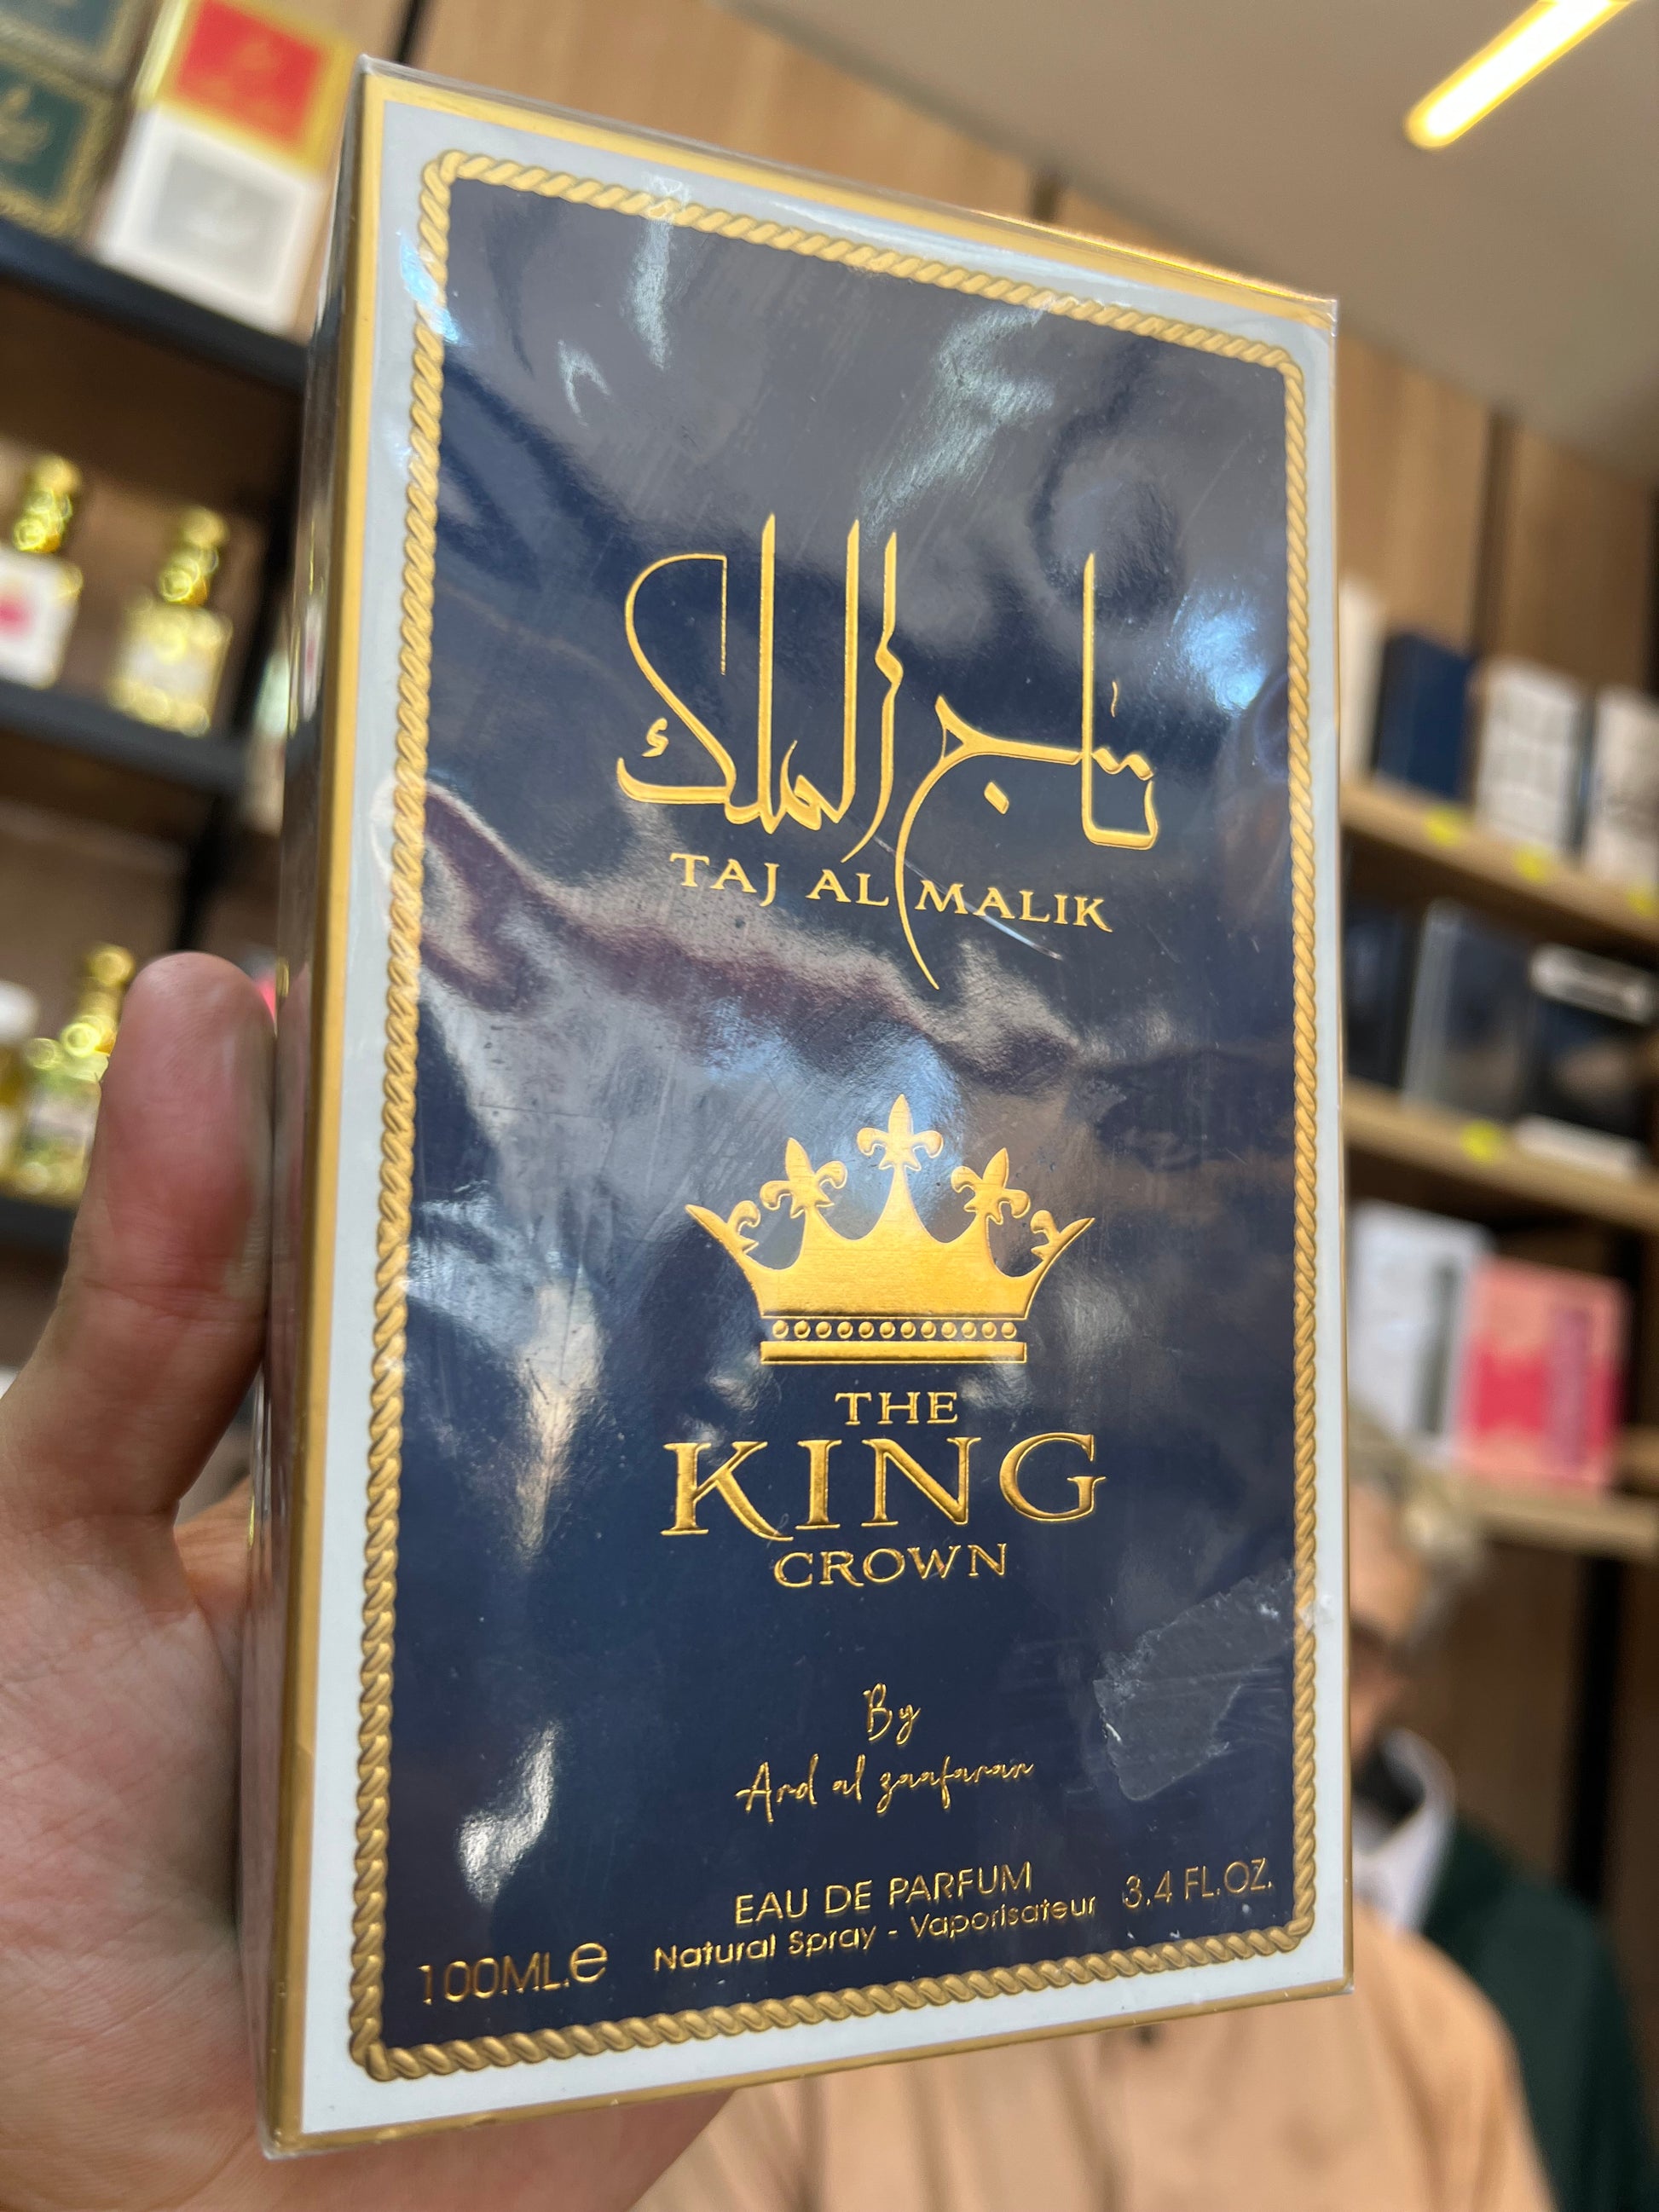 تاج الملك
TAJ AL MALIK
THE
KING
CROWN
By
Ard al zaafaran
EAU DE PARFUM
Natural Spray - Vaporisateur
100ML.e
3.4 FL.OZ.